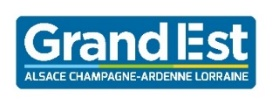 Grand Est
ALSACE CHAMPAGNE-ARDENNE LORRAINE